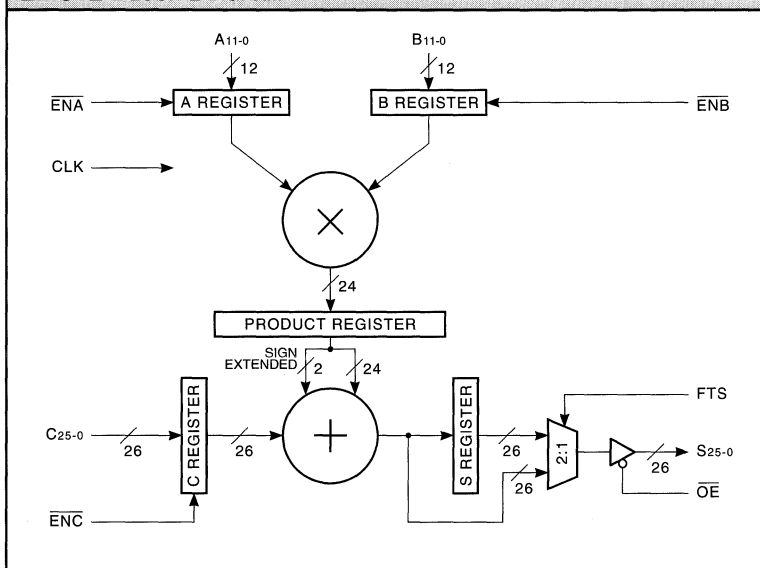 A11-0
B11-0
12
12
ENA
A REGISTER
B REGISTER
ENB
CLK
24
PRODUCT REGISTER
SIGN
EXTENDED
2
24
C REGISTER
S REGISTER
FTS
C25-0
26
26
+
26
2:1
26
S25-0
26
ENC
OE